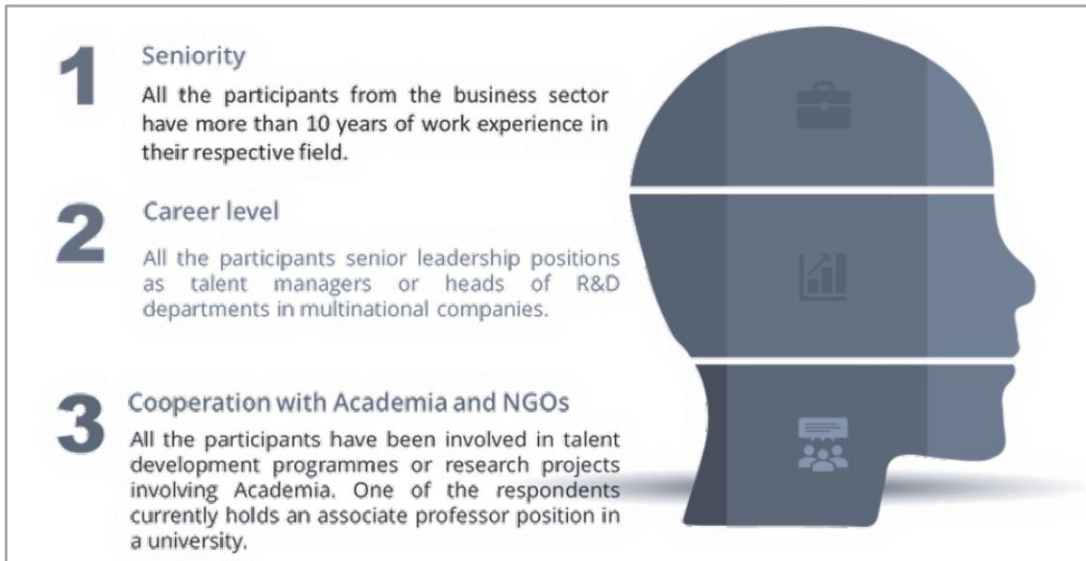 1
Seniority
All the participants from the business sector
have more than 10 years of work experience in
their respective field.
2
Career level
All the participants senior leadership positions
as talent managers or heads of R&D
departments in multinational companies.
3
Cooperation with Academia and NGOs
All the participants have been involved in talent
development programmes or research projects
involving Academia. One of the respondents
currently holds an associate professor position in
a university.